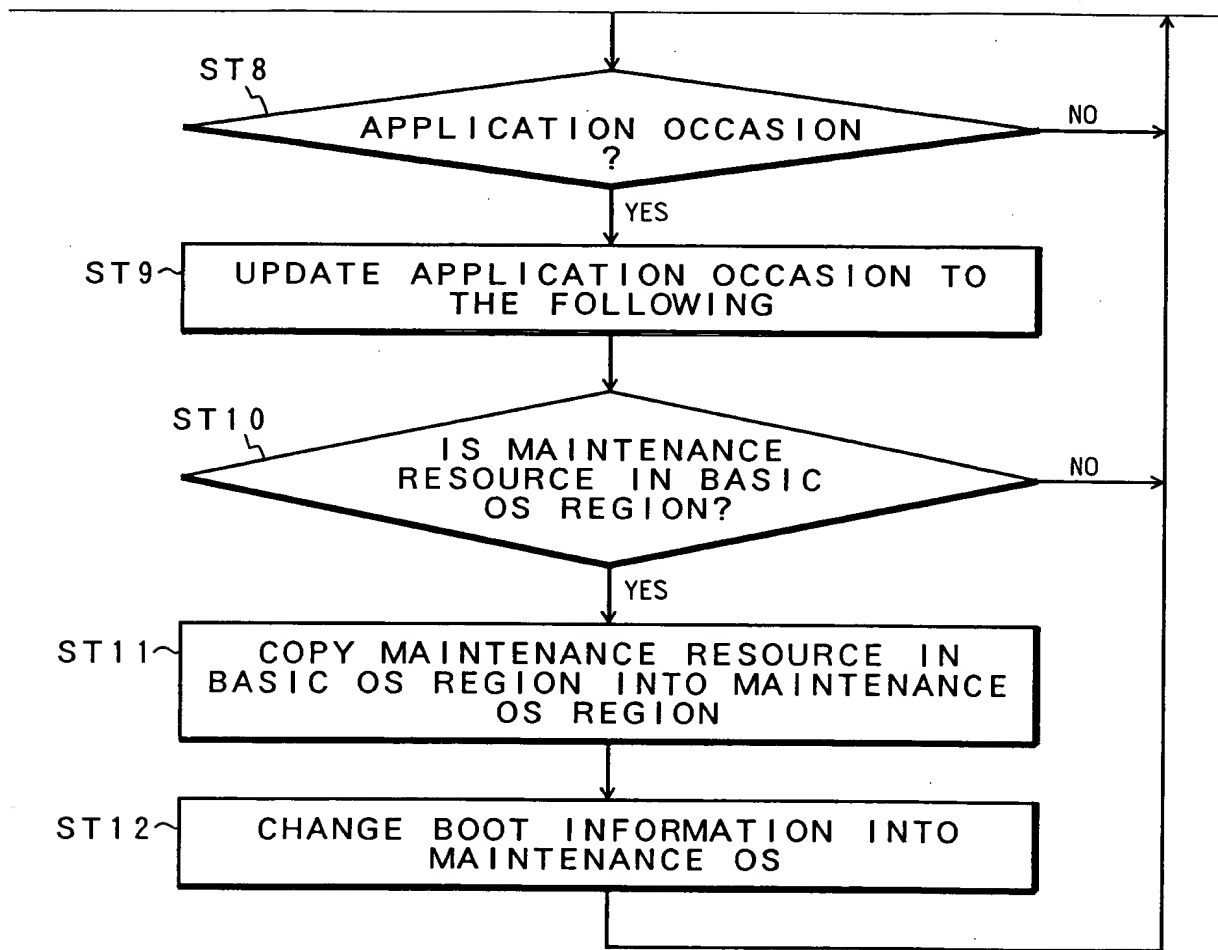 ST8
APPLICATION OCCASION
?
NO
YES
ST9
UPDATE APPLICATION OCCASION TO
THE FOLLOWING
ST10
IS MAINTENANCE
RESOURCE IN BASIC
OS REGION?
NO
YES
ST11
COPY MAINTENANCE RESOURCE IN
BASIC OS REGION INTO MAINTENANCE
OS REGION
ST12
CHANGE BOOT INFORMATION INTO
MAINTENANCE OS